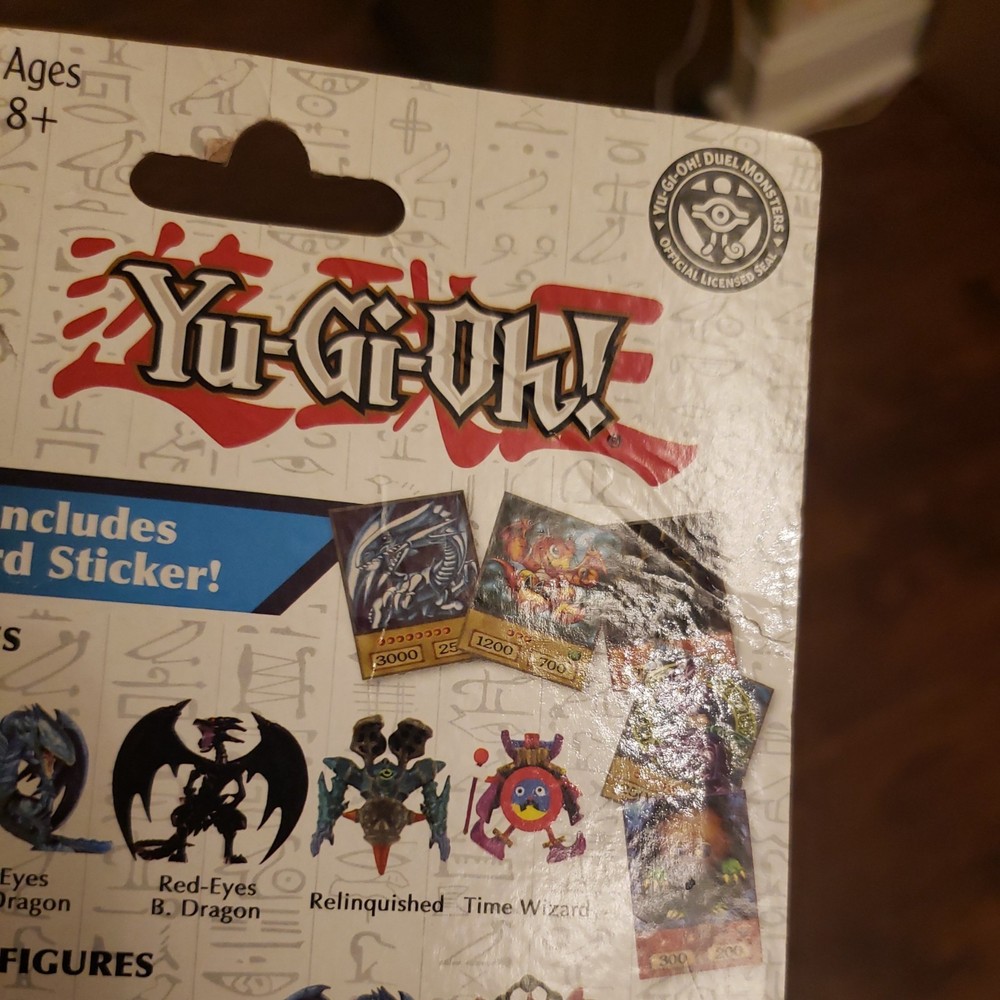 Ages
8+
YU-GI-OH! DUEL MONSTERS
OFFICIAL LICENSED SEAL
Yu-Gi-Oh!
ncludes
rd Sticker!
3000 25
1200 700
S
Eyes
Dragon
Red-Eyes
B. Dragon
Relinquished
Time Wizard
FIGURES
300 200